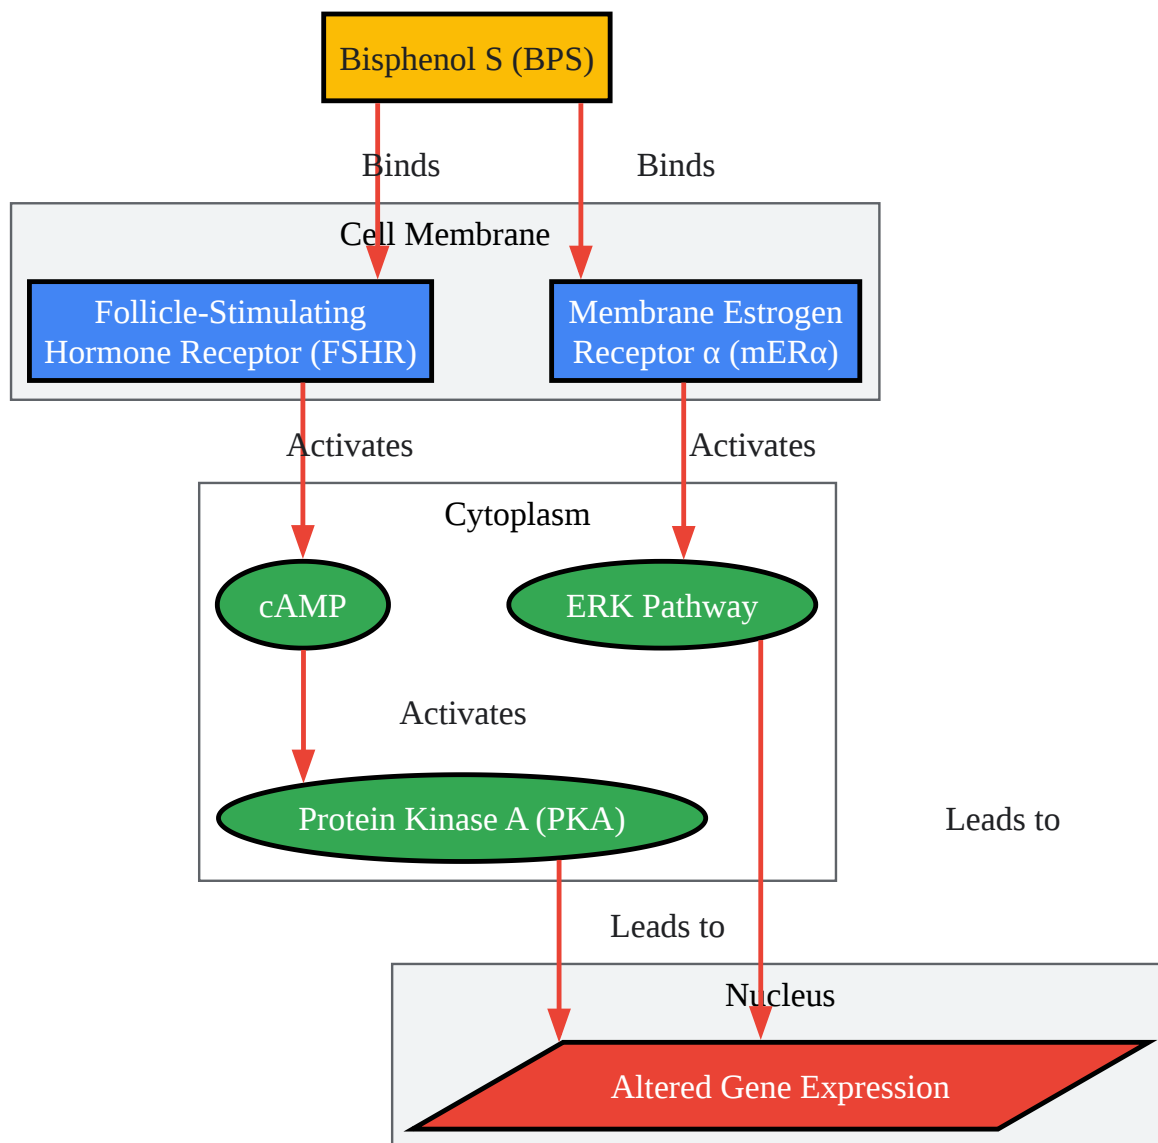 Bisphenol S (BPS)
Binds
Binds
Cell Membrane
Follicle-Stimulating
Hormone Receptor (FSHR)
Membrane Estrogen
Receptor α (mERα)
Activates
Activates
Cytoplasm
cAMP
ERK Pathway
Activates
Protein Kinase A (PKA)
Leads to
Leads to
Nucleus
Altered Gene Expression